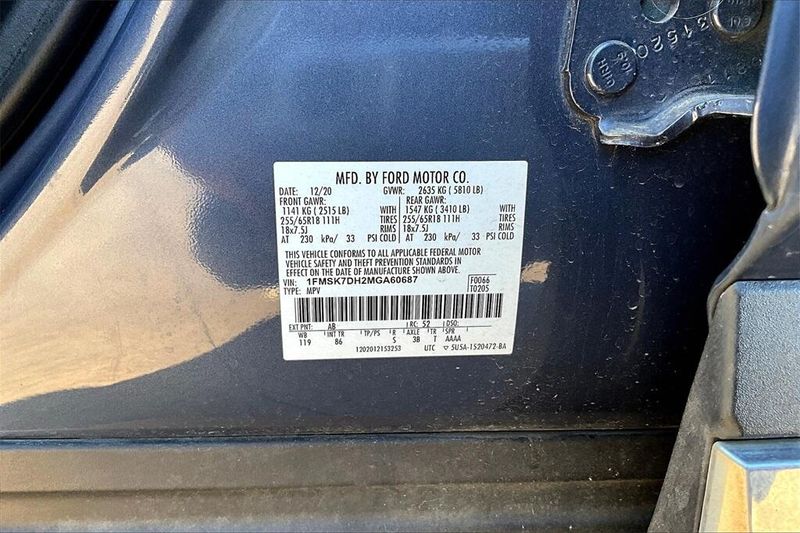 31520
MFD. BY FORD MOTOR CO.
DATE: 12/20 GVWR: 2635 KG ( 5810 LB)
FRONT GAWR: REAR GAWR:
1141 KG ( 2515 LB) WITH 1547 KG ( 3410 LB) WITH
255/65R18 111H TIRES 255/65R18 111H TIRES
18x7.5J RIMS 18x7.5J RIMS
AT 230 kPa/ 33 PSI COLD AT 230 kPa/ 33 PSI COLD
THIS VEHICLE CONFORMS TO ALL APPLICABLE FEDERAL MOTOR
VEHICLE SAFETY AND THEFT PREVENTION STANDARDS IN
EFFECT ON THE DATE OF MANUFACTURE SHOWN ABOVE.
VIN: 1FMSK7DH2MGA60687 F0066
TYPE: MPV T0205
EXT PNT: AB RC: 52 DSO:
WB INT TR TP/PS R AXLE TR SPR
119 86 S 3B T AAAA
1202012153253 UTC 5U5A-1520472-BA